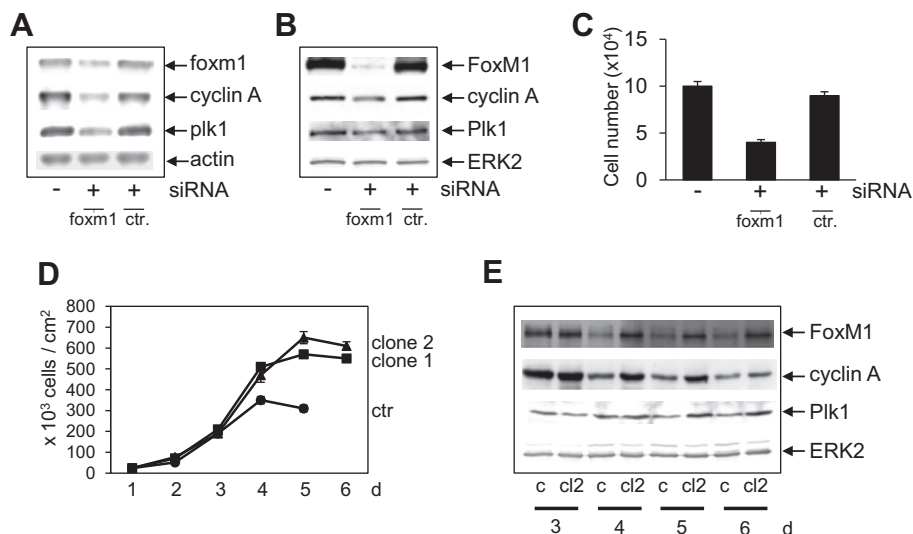 A
foxm1
cyclin A
plk1
actin
- + + siRNA
foxm1 ctr.
B
FoxM1
cyclin A
Plk1
ERK2
- + + siRNA
foxm1 ctr.
C
Cell number (x10⁴)
15
10
5
0
- + + siRNA
foxm1 ctr.
D
x 10³ cells / cm²
800
700
600
500
400
300
200
100
0
clone 2
clone 1
ctr
1 2 3 4 5 6 d
E
FoxM1
cyclin A
Plk1
ERK2
c cl2 c cl2 c cl2 c cl2
3 4 5 6 d